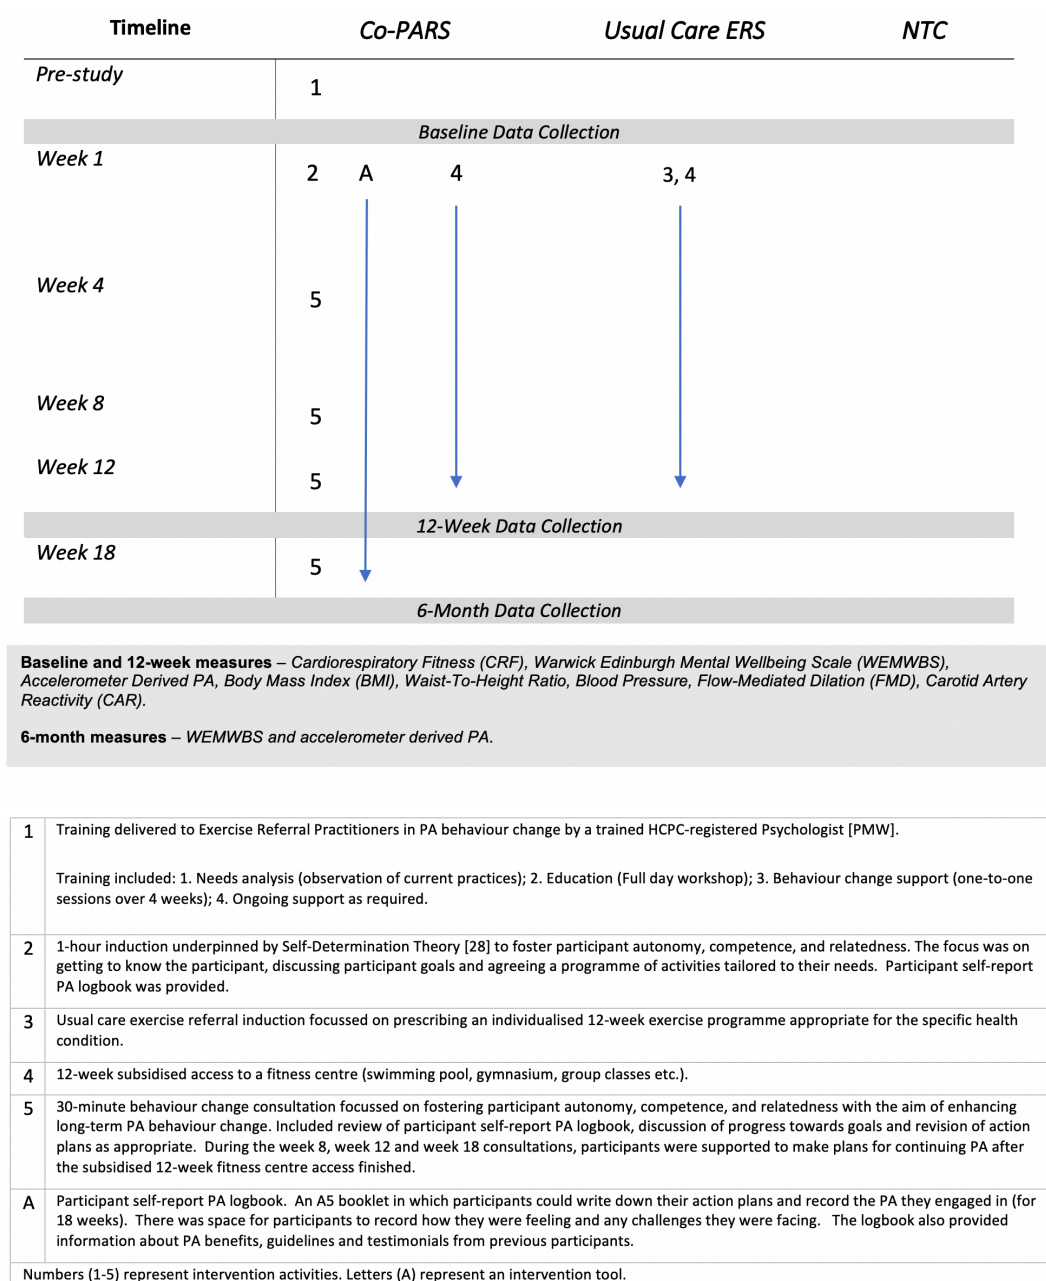 Timeline Co-PARS Usual Care ERS NTC
Pre-study
1
Baseline Data Collection
Week 1
2 A 4 3, 4
Week 4
5
Week 8
5
Week 12
5
12-Week Data Collection
Week 18
5
6-Month Data Collection
Baseline and 12-week measures – Cardiorespiratory Fitness (CRF), Warwick Edinburgh Mental Wellbeing Scale (WEMWBS),
Accelerometer Derived PA, Body Mass Index (BMI), Waist-To-Height Ratio, Blood Pressure, Flow-Mediated Dilation (FMD), Carotid Artery
Reactivity (CAR).
6-month measures – WEMWBS and accelerometer derived PA.
1 Training delivered to Exercise Referral Practitioners in PA behaviour change by a trained HCPC-registered Psychologist [PMW].
Training included: 1. Needs analysis (observation of current practices); 2. Education (Full day workshop); 3. Behaviour change support (one-to-one
sessions over 4 weeks); 4. Ongoing support as required.
2 1-hour induction underpinned by Self-Determination Theory [28] to foster participant autonomy, competence, and relatedness. The focus was on
getting to know the participant, discussing participant goals and agreeing a programme of activities tailored to their needs. Participant self-report
PA logbook was provided.
3 Usual care exercise referral induction focussed on prescribing an individualised 12-week exercise programme appropriate for the specific health
condition.
4 12-week subsidised access to a fitness centre (swimming pool, gymnasium, group classes etc.).
5 30-minute behaviour change consultation focussed on fostering participant autonomy, competence, and relatedness with the aim of enhancing
long-term PA behaviour change. Included review of participant self-report PA logbook, discussion of progress towards goals and revision of action
plans as appropriate. During the week 8, week 12 and week 18 consultations, participants were supported to make plans for continuing PA after
the subsidised 12-week fitness centre access finished.
A Participant self-report PA logbook. An A5 booklet in which participants could write down their action plans and record the PA they engaged in (for
18 weeks). There was space for participants to record how they were feeling and any challenges they were facing. The logbook also provided
information about PA benefits, guidelines and testimonials from previous participants.
Numbers (1-5) represent intervention activities. Letters (A) represent an intervention tool.